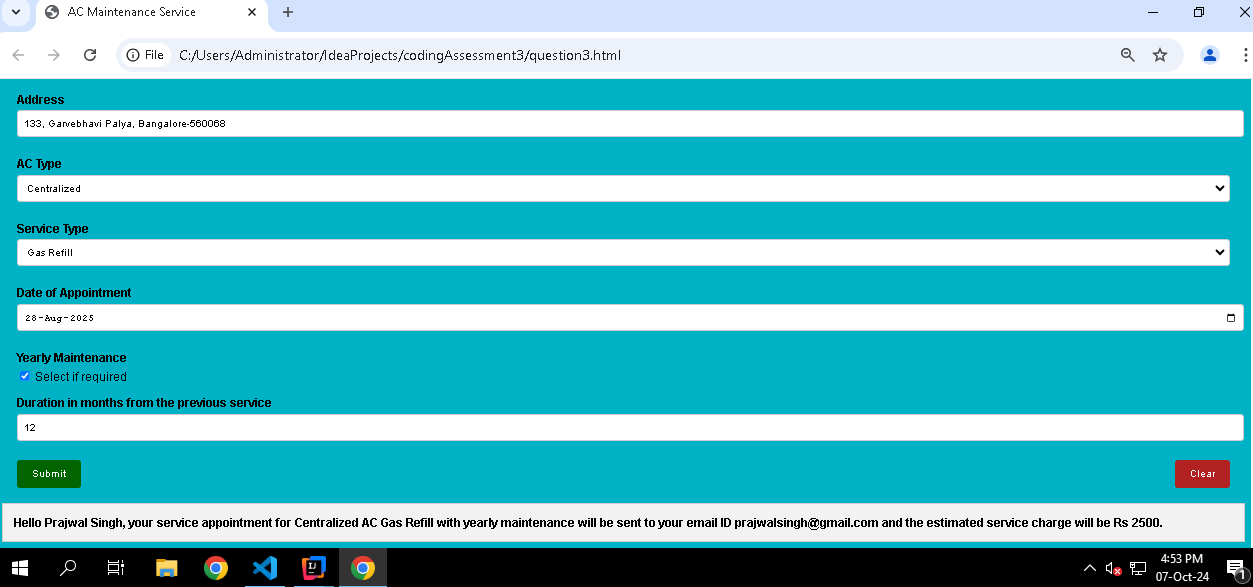 AC Maintenance Service
File C:/Users/Administrator/IdeaProjects/codingAssessment3/question3.html
Address
133, Garvebhavi Palya, Bangalore-560068
AC Type
Centralized
Service Type
Gas Refill
Date of Appointment
28-Aug-2025
Yearly Maintenance
Select if required
Duration in months from the previous service
12
Submit Clear
Hello Prajwal Singh, your service appointment for Centralized AC Gas Refill with yearly maintenance will be sent to your email ID prajwalsingh@gmail.com and the estimated service charge will be Rs 2500.
IJ
4:53 PM
07-Oct-24
1